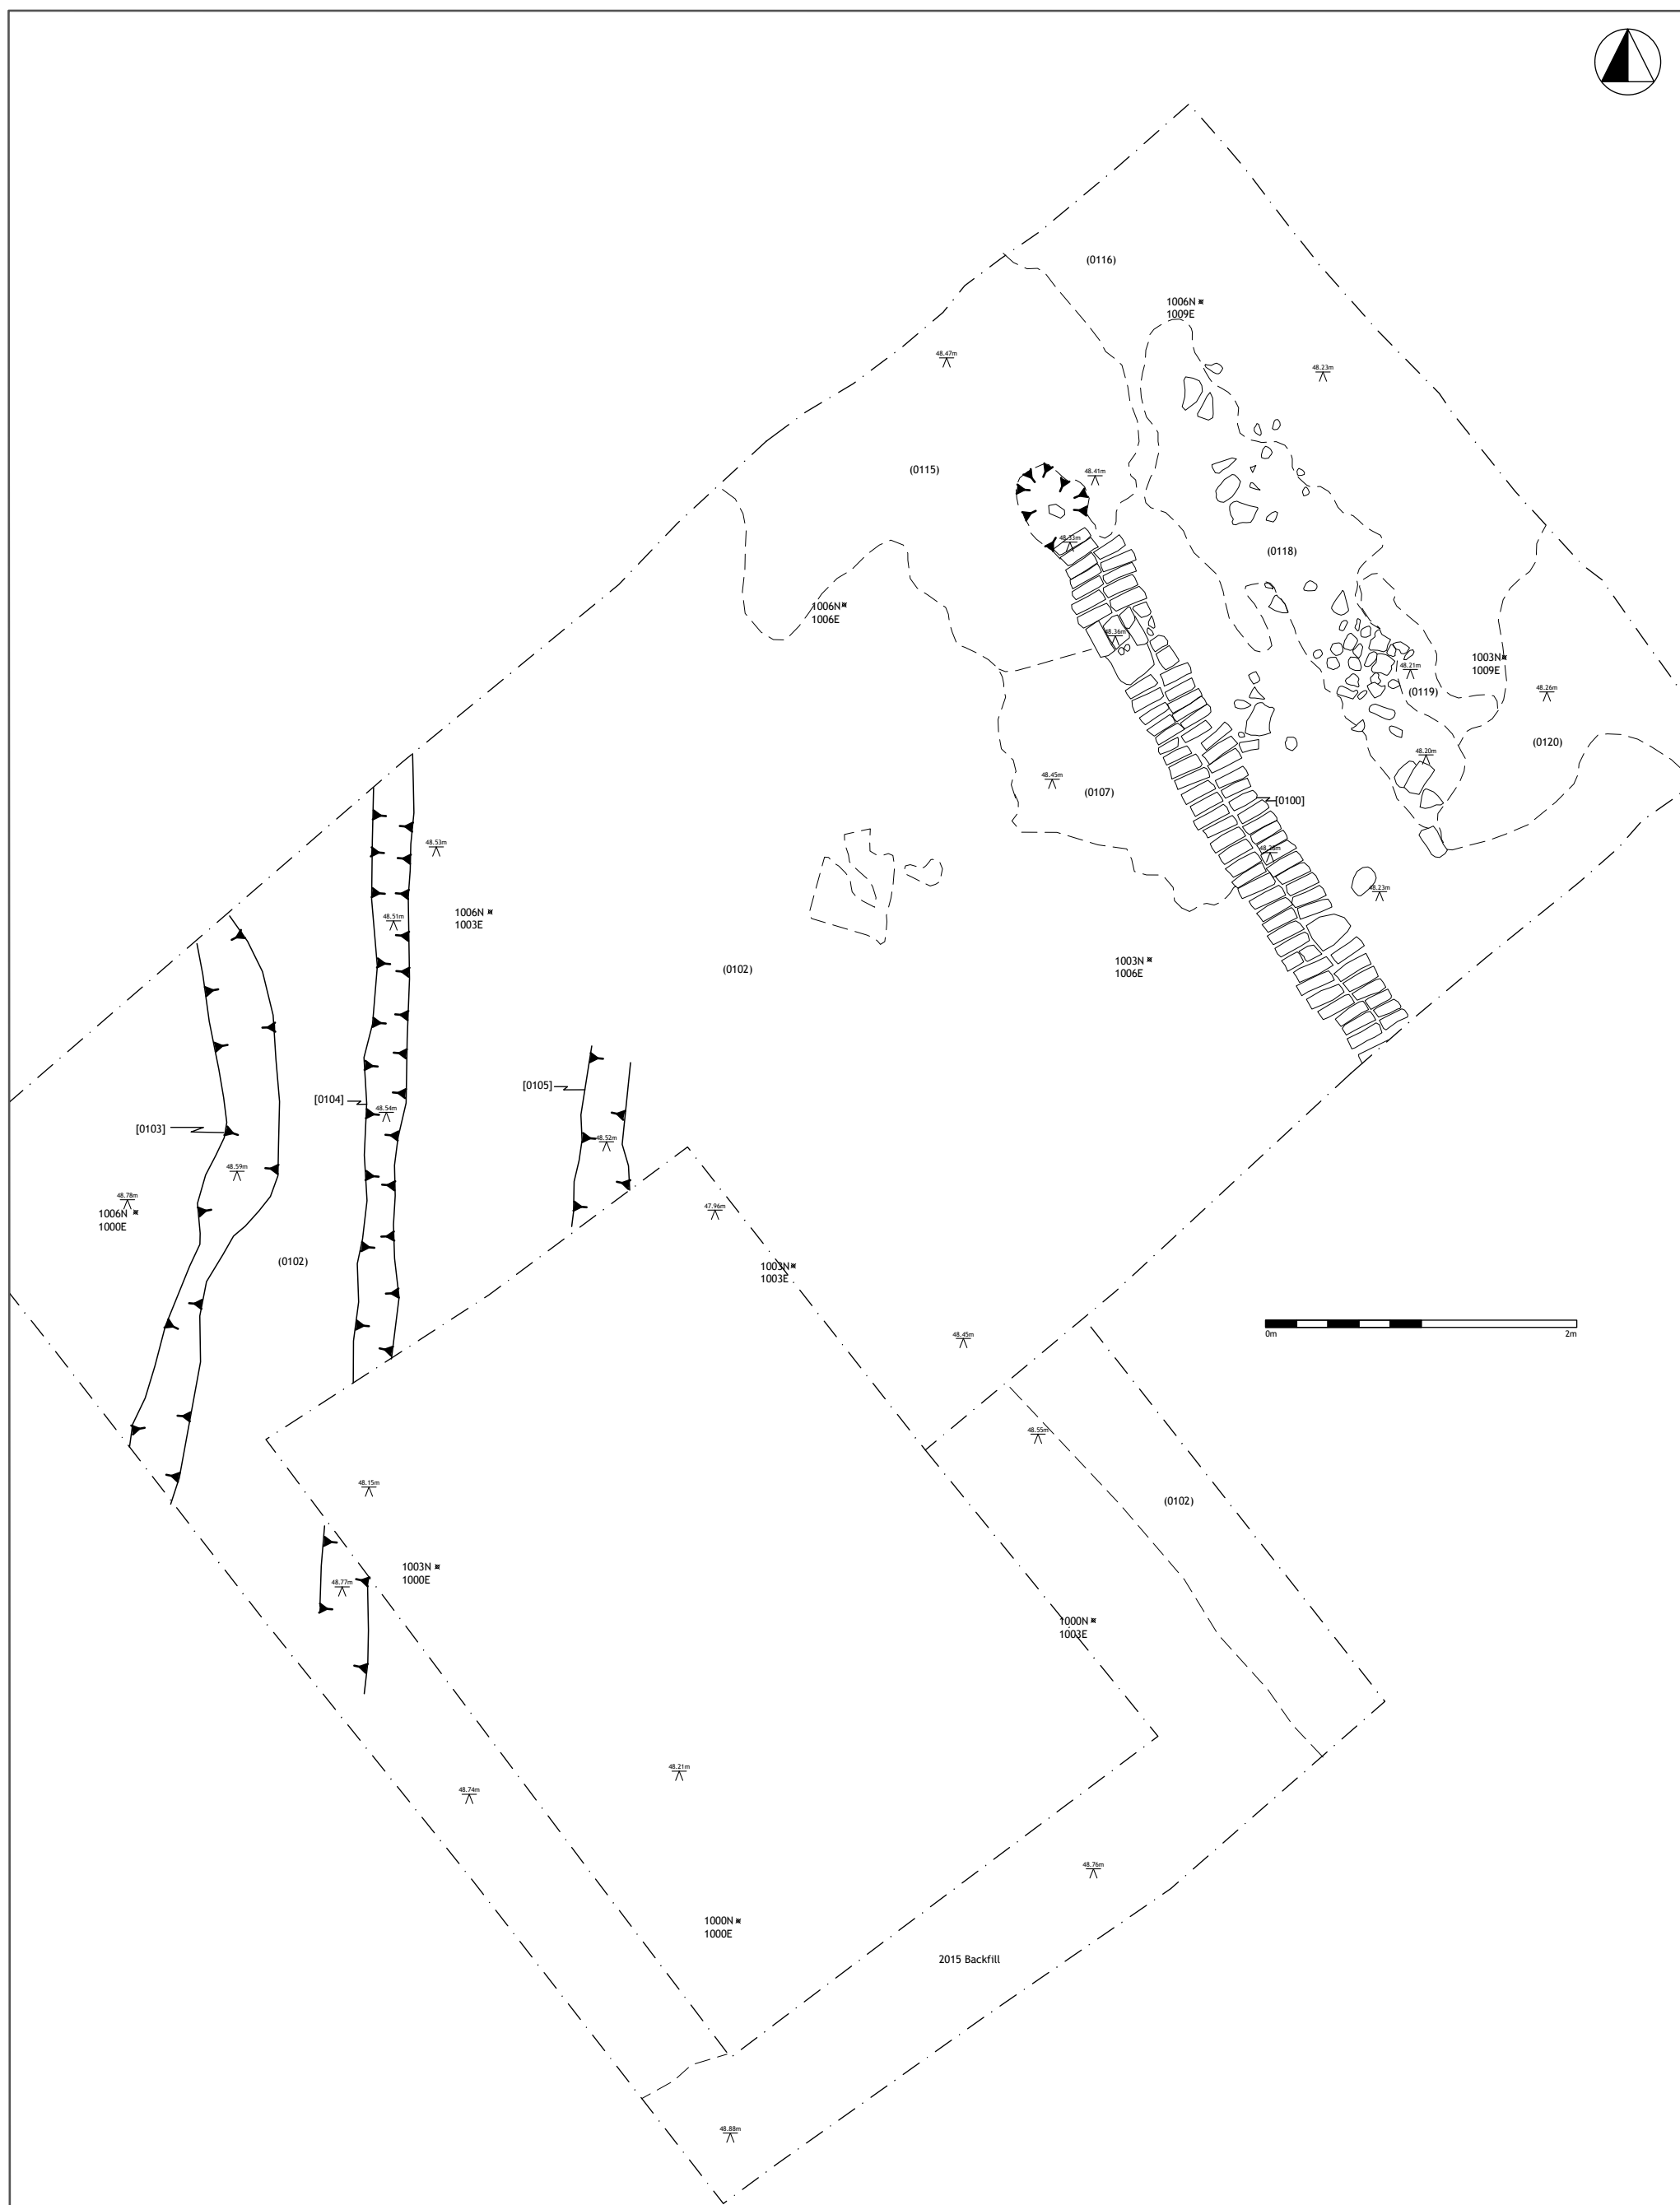 (0116)
1006N
1009E
48.47m
48.23m
(0115)
48.41m
48.33m
(0118)
1006N
1006E
48.36m
1003N
1009E
48.21m
(0119)
48.26m
(0120)
48.20m
48.45m
(0107)
[0100]
48.53m
48.28m
48.23m
1006N
1003E
48.51m
(0102)
1003N
1006E
[0105]
[0104]
48.54m
[0103]
48.52m
48.59m
48.78m
1006N
1000E
47.96m
(0102)
1003N
1003E
48.45m
0m
2m
48.55m
48.15m
(0102)
1003N
1000E
48.77m
1000N
1003E
48.21m
48.74m
48.76m
1000N
1000E
2015 Backfill
48.88m